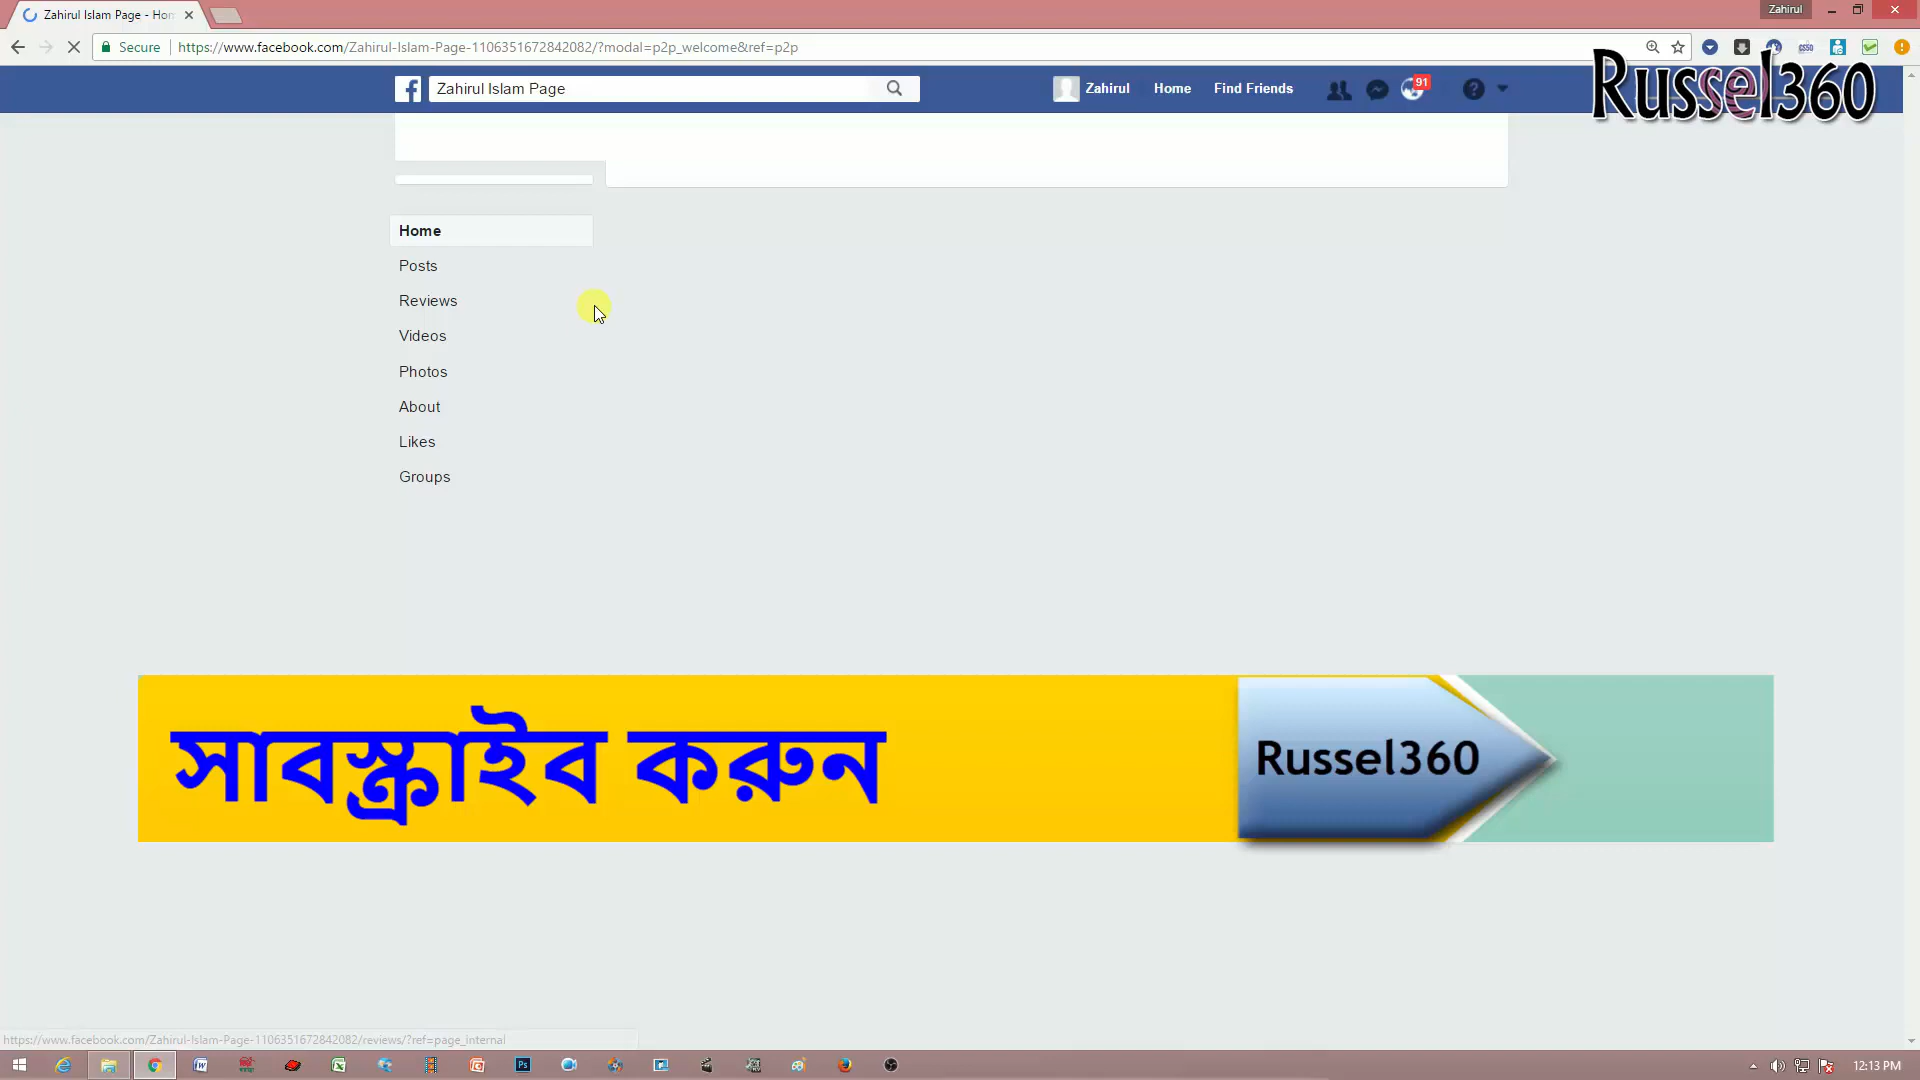 Zahirul Islam Page - Hom
Zahirul
Secure
https://www.facebook.com/Zahirul-Islam-Page-1106351672842082/?modal=p2p_welcome&ref=p2p
Russel360
Zahirul Islam Page
Zahirul
Home
Find Friends
91
Home
Posts
Reviews
Videos
Photos
About
Likes
Groups
সাবস্ক্রাইব করুন
Russel360
https://www.facebook.com/Zahirul-Islam-Page-1106351672842082/reviews/?ref=page_internal
12:13 PM